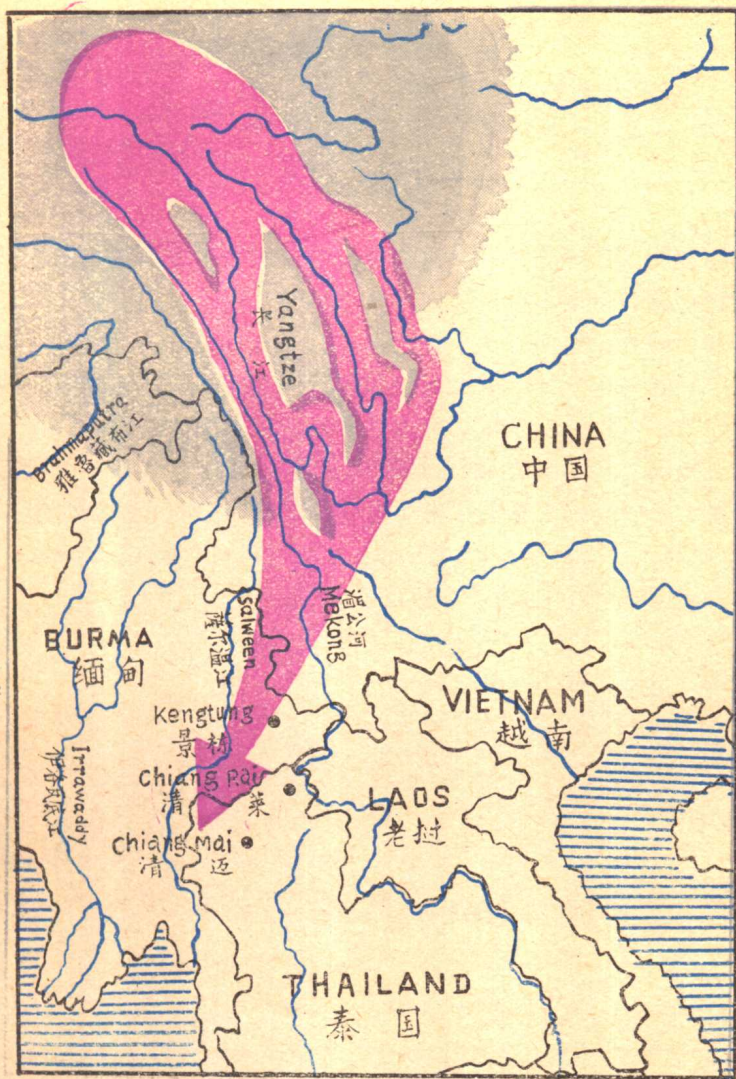 Yangtze
长江
Brahmaputra
雅鲁藏布江
CHINA
中国
BURMA
缅甸
Salween
萨尔温江
Mekong
湄公河
VIETNAM
越南
Kengtung
景栋
Irrawaddy
伊洛瓦底江
Chiang Rai
清莱
LAOS
老挝
Chiang Mai
清迈
THAILAND
泰国